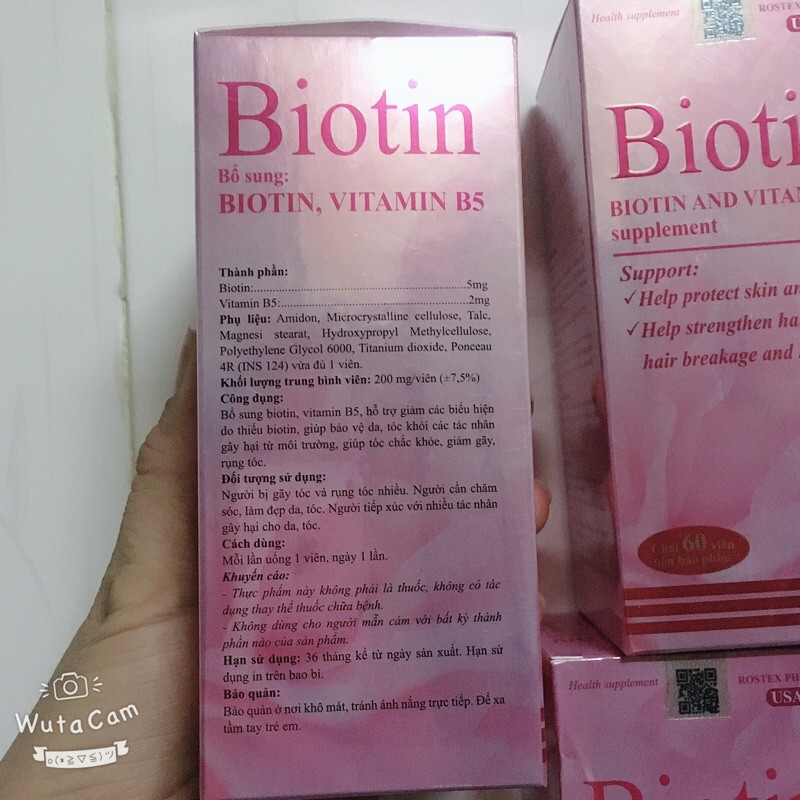 Biotin
Bổ sung:
BIOTIN, VITAMIN B5
Thành phần:
Biotin:......................................................................5mg
Vitamin B5:..............................................................2mg
Phụ liệu: Amidon, Microcrystalline cellulose, Talc,
Magnesi stearat, Hydroxypropyl Methylcellulose,
Polyethylene Glycol 6000, Titanium dioxide, Ponceau
4R (INS 124) vừa đủ 1 viên.
Khối lượng trung bình viên: 200 mg/viên (±7,5%)
Công dụng:
Bổ sung biotin, vitamin B5, hỗ trợ giảm các biểu hiện
do thiếu biotin, giúp bảo vệ da, tóc khỏi các tác nhân
gây hại từ môi trường, giúp tóc chắc khỏe, giảm gãy,
rụng tóc.
Đối tượng sử dụng:
Người bị gãy tóc và rụng tóc nhiều. Người cần chăm
sóc, làm đẹp da, tóc. Người tiếp xúc với nhiều tác nhân
gây hại cho da, tóc.
Cách dùng:
Mỗi lần uống 1 viên, ngày 1 lần.
Khuyến cáo:
- Thực phẩm này không phải là thuốc, không có tác
dụng thay thế thuốc chữa bệnh.
- Không dùng cho người mẫn cảm với bất kỳ thành
phần nào của sản phẩm.
Hạn sử dụng: 36 tháng kể từ ngày sản xuất. Hạn sử
dụng in trên bao bì.
Bảo quản:
Bảo quản ở nơi khô mát, tránh ánh nắng trực tiếp. Để xa
tầm tay trẻ em.
Health supplement
ROSTEX PH
Bioti
BIOTIN AND VITA
supplement
Support:
✓Help protect skin an
✓Help strengthen ha
hair breakage and
60 viên
nén bao phim
Health supplement
ROSTEX PH
USA
Biotin
WutaCam
o(*≧▽≦)ツ